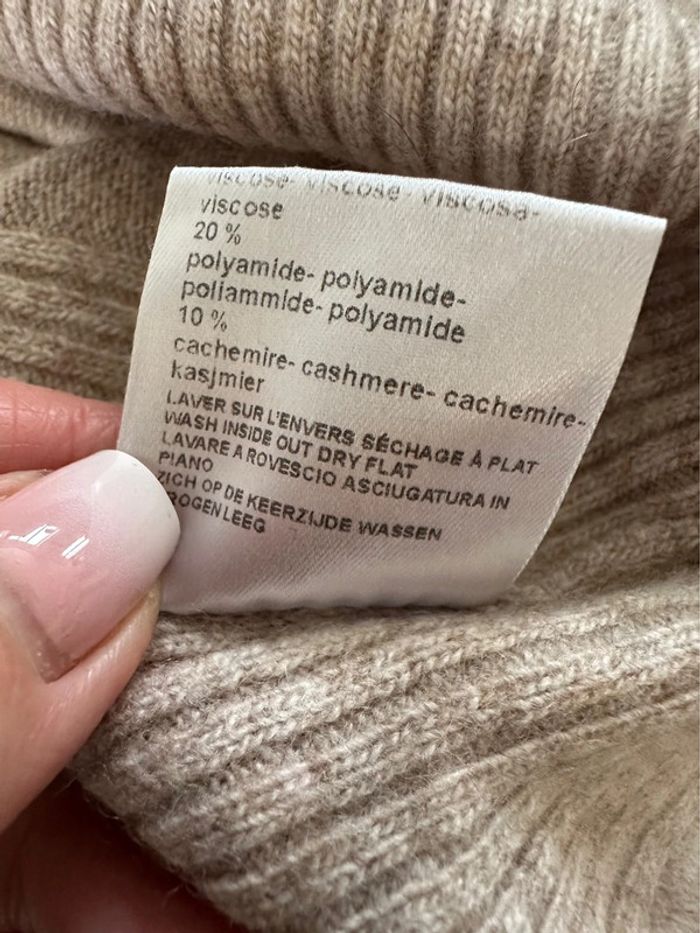 viscose- viscose viscosa-
viscose
20 %
polyamide- polyamide-
poliammide- polyamide
10 %
cachemire- cashmere- cachemire-
kasjmier
LAVER SUR L'ENVERS SÉCHAGE À PLAT
WASH INSIDE OUT DRY FLAT
LAVARE A ROVESCIO ASCIUGATURA IN
PIANO
ZICH OP DE KEERZIJDE WASSEN
ROGEN LEEG